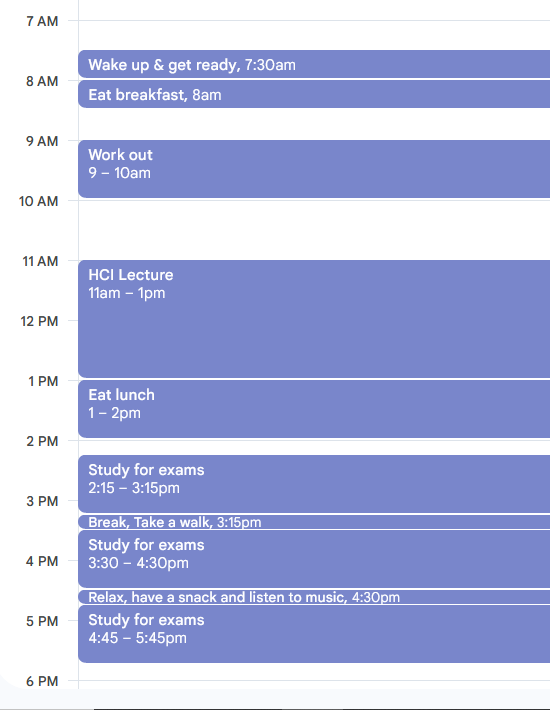 7 AM
Wake up & get ready, 7:30am
8 AM
Eat breakfast, 8am
9 AM
Work out
9 – 10am
10 AM
11 AM
HCI Lecture
11am – 1pm
12 PM
1 PM
Eat lunch
1 – 2pm
2 PM
Study for exams
2:15 – 3:15pm
3 PM
Break, Take a walk, 3:15pm
Study for exams
3:30 – 4:30pm
4 PM
Relax, have a snack and listen to music, 4:30pm
5 PM
Study for exams
4:45 – 5:45pm
6 PM